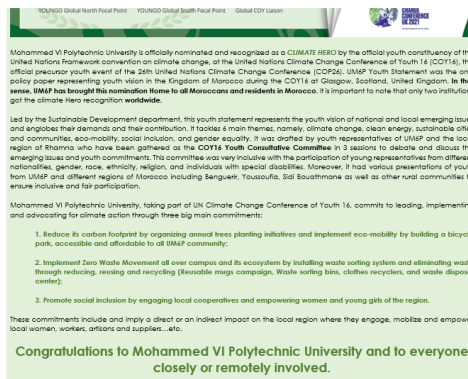 YOUNGO Global North Focal Point YOUNGO Global South Focal Point Global COY Liason
CHANGE
CONFERENCE
UK 2021
Mohammed VI Polytechnic University is officially nominated and recognized as a CLIMATE HERO by the official youth constituency of th
United Nations Framework convention on climate change, at the United Nations Climate Change Conference of Youth 16 (COY16), th
official precursor youth event of the 26th United Nations Climate Change Conference (COP26). UM6P Youth Statement was the on
policy paper representing youth vision in the Kingdom of Morocco during the COY16 at Glasgow, Scotland, United Kingdom. In the
sense, UM6P has brought this nomination Home to all Moroccans and residents in Morocco. It is important to note that only two institution
got the climate Hero recognition worldwide.
Led by the Sustainable Development department, this youth statement represents the youth vision of national and local emerging issue
and englobes their demands and their contribution. It tackles 6 main themes, namely, climate change, clean energy, sustainable citie
and communities, eco-mobility, social inclusion, and gender equality. It was drafted by youth representatives of UM6P and the loca
region of Rhamna who have been gathered as the COY16 Youth Consultative Committee in 3 sessions to debate and discuss th
emerging issues and youth commitments. This committee was very inclusive with the participation of young representatives from differen
nationalities, gender, race, ethnicity, religion, and individuals with special disabilities. Moreover, it had various presentations of yout
from UM6P and different regions of Morocco including Benguerir, Youssoufia, Sidi Bouathmane as well as other rural communities t
ensure inclusive and fair participation.
Mohammed VI Polytechnic University, taking part of UN Climate Change Conference of Youth 16, commits to leading, implementin
and advocating for climate action through three big main commitments:
1. Reduce its carbon footprint by organizing annual trees planting initiatives and implement eco-mobility by building a bicycl
park, accessible and affordable to all UM6P community;
2. Implement Zero Waste Movement all over campus and its ecosystem by installing waste sorting system and eliminating wast
through reducing, reusing and recycling (Reusable mugs campaign, Waste sorting bins, clothes recyclers, and waste dispos
center);
3. Promote social inclusion by engaging local cooperatives and empowering women and young girls of the region.
These commitments include and imply a direct or an indirect impact on the local region where they engage, mobilize and empowe
local women, workers, artisans and suppliers…etc.
Congratulations to Mohammed VI Polytechnic University and to everyone
closely or remotely involved.